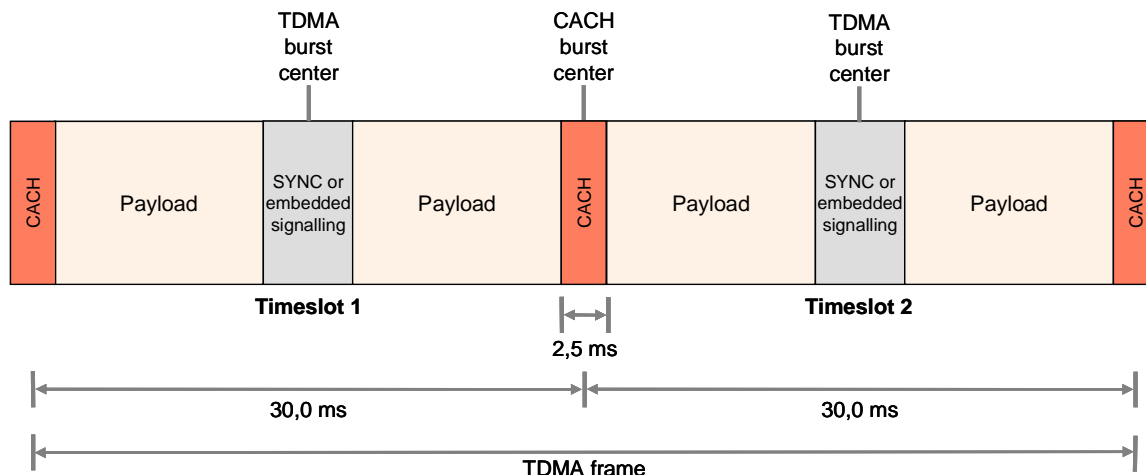 TDMA
burst
center
CACH
burst
center
TDMA
burst
center
CACH
Payload
SYNC or
embedded
signalling
Payload
CACH
Payload
SYNC or
embedded
signalling
Payload
CACH
Timeslot 1
Timeslot 2
2,5 ms
30,0 ms
30,0 ms
TDMA frame